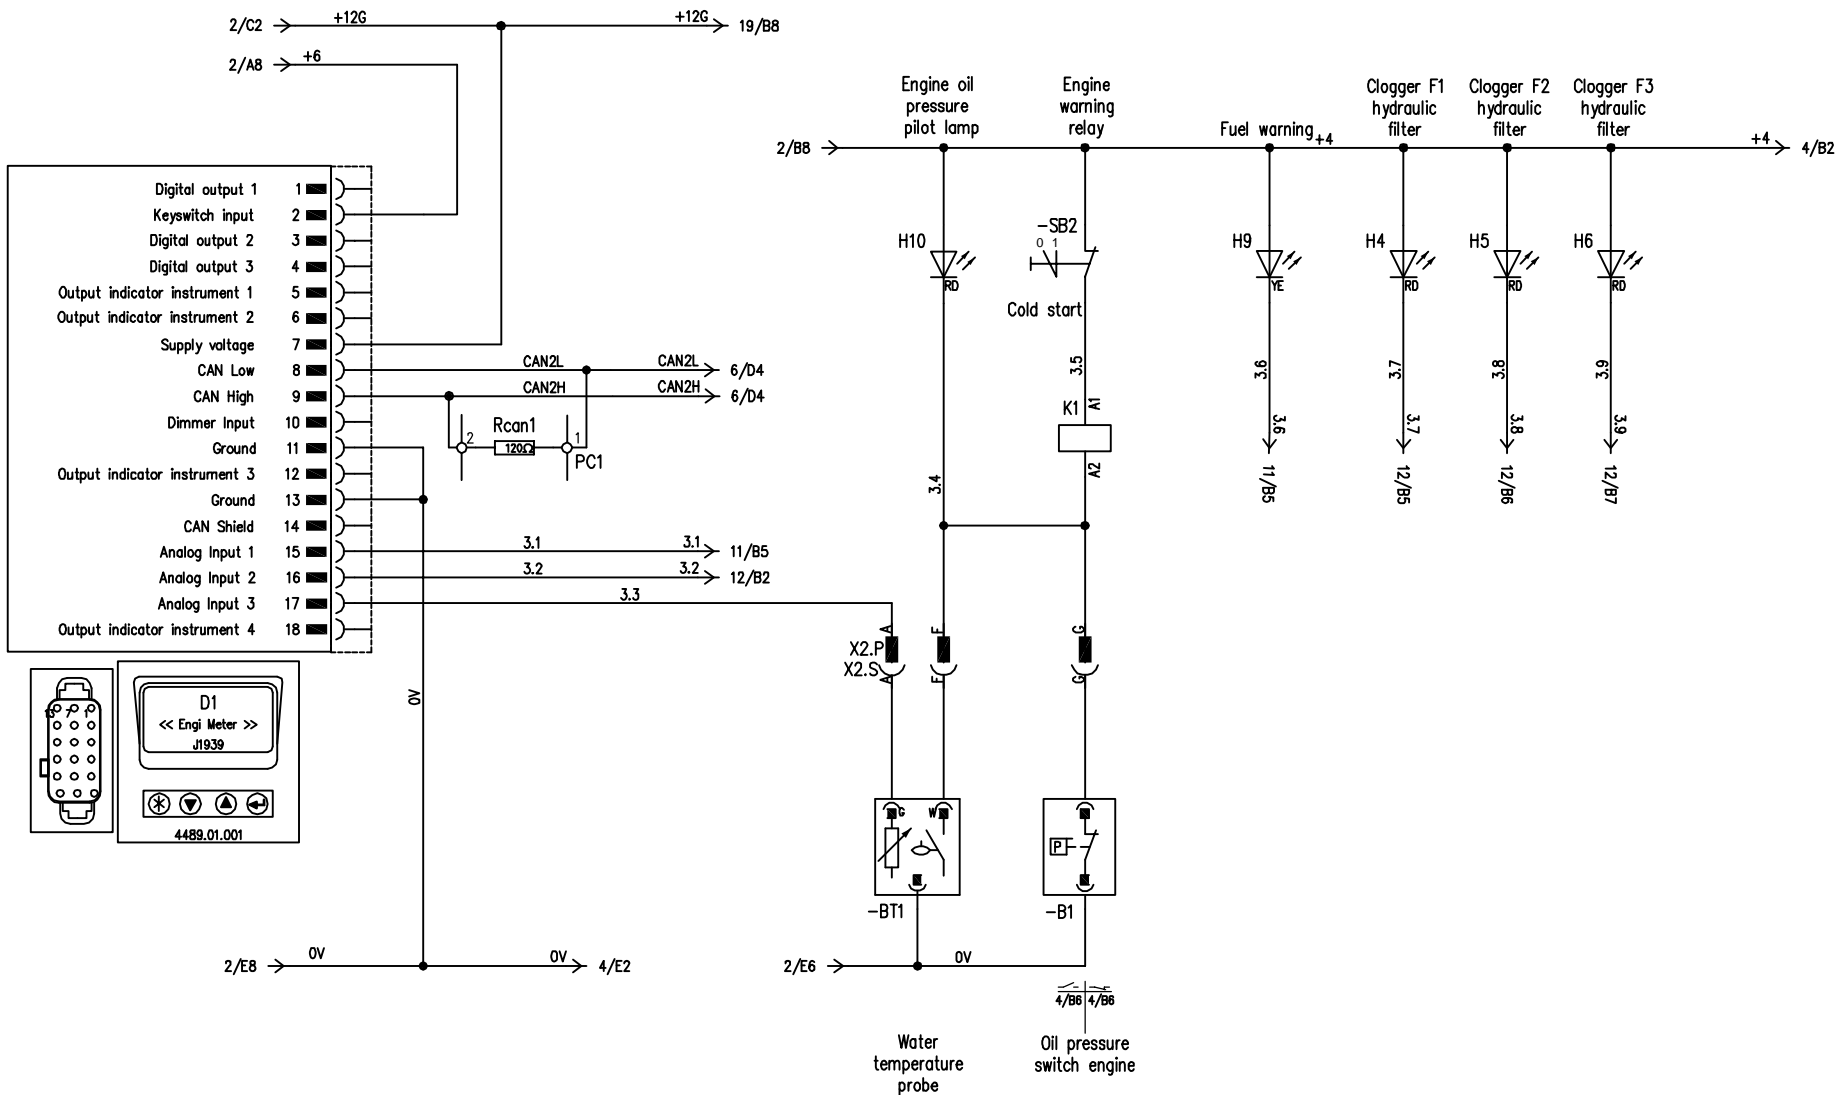 2/C2
+12G
+12G
19/B8
2/A8
+6
Engine oil
pressure
pilot lamp
Engine
warning
relay
Fuel warning
Clogger F1
hydraulic
filter
Clogger F2
hydraulic
filter
Clogger F3
hydraulic
filter
2/B8
+4
+4
4/B2
Digital output 1 1
Keyswitch input 2
Digital output 2 3
Digital output 3 4
Output indicator instrument 1 5
Output indicator instrument 2 6
Supply voltage 7
CAN Low 8
CAN High 9
Dimmer Input 10
Ground 11
Output indicator instrument 3 12
Ground 13
CAN Shield 14
Analog Input 1 15
Analog Input 2 16
Analog Input 3 17
Output indicator instrument 4 18
CAN2L
CAN2L
6/D4
CAN2H
CAN2H
6/D4
Rcan1
2
120Ω
1
PC1
3.1
3.1
11/B5
3.2
3.2
12/B2
3.3
H10
RD
-SB2
0 1
Cold start
H9
YE
H4
RD
H5
RD
H6
RD
3.4
3.5
K1
A1
A2
3.6
3.6
11/B5
3.7
3.7
12/B5
3.8
3.8
12/B6
3.9
3.9
12/B7
X2.P
X2.S
A
A
F
F
G
G
0V
13 7 1
D1
<< Engi Meter >>
J1939
4489.01.001
G
W
-BT1
P
-B1
2/E8
0V
0V
4/E2
2/E6
0V
4/B6 4/B6
Water
temperature
probe
Oil pressure
switch engine